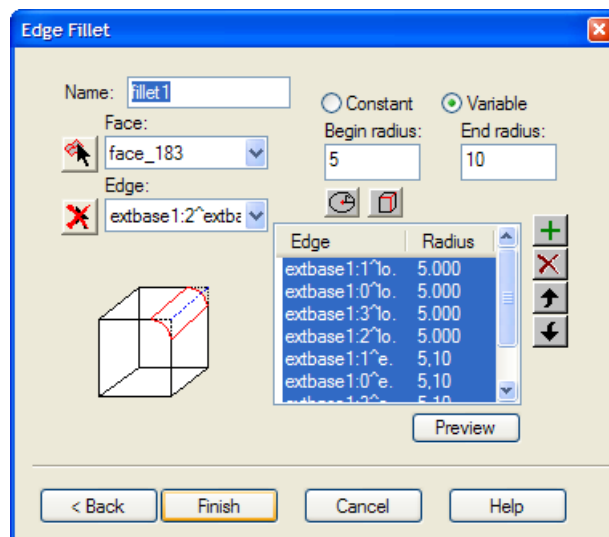 Edge Fillet
Name: fillet1
Constant Variable
Face:
Begin radius: End radius:
face_183
5 10
Edge:
extbase1:2^extba
Edge Radius
extbase1:1^lo. 5.000
extbase1:0^lo. 5.000
extbase1:3^lo. 5.000
extbase1:2^lo. 5.000
extbase1:1^e. 5,10
extbase1:0^e. 5,10
Preview
< Back Finish Cancel Help